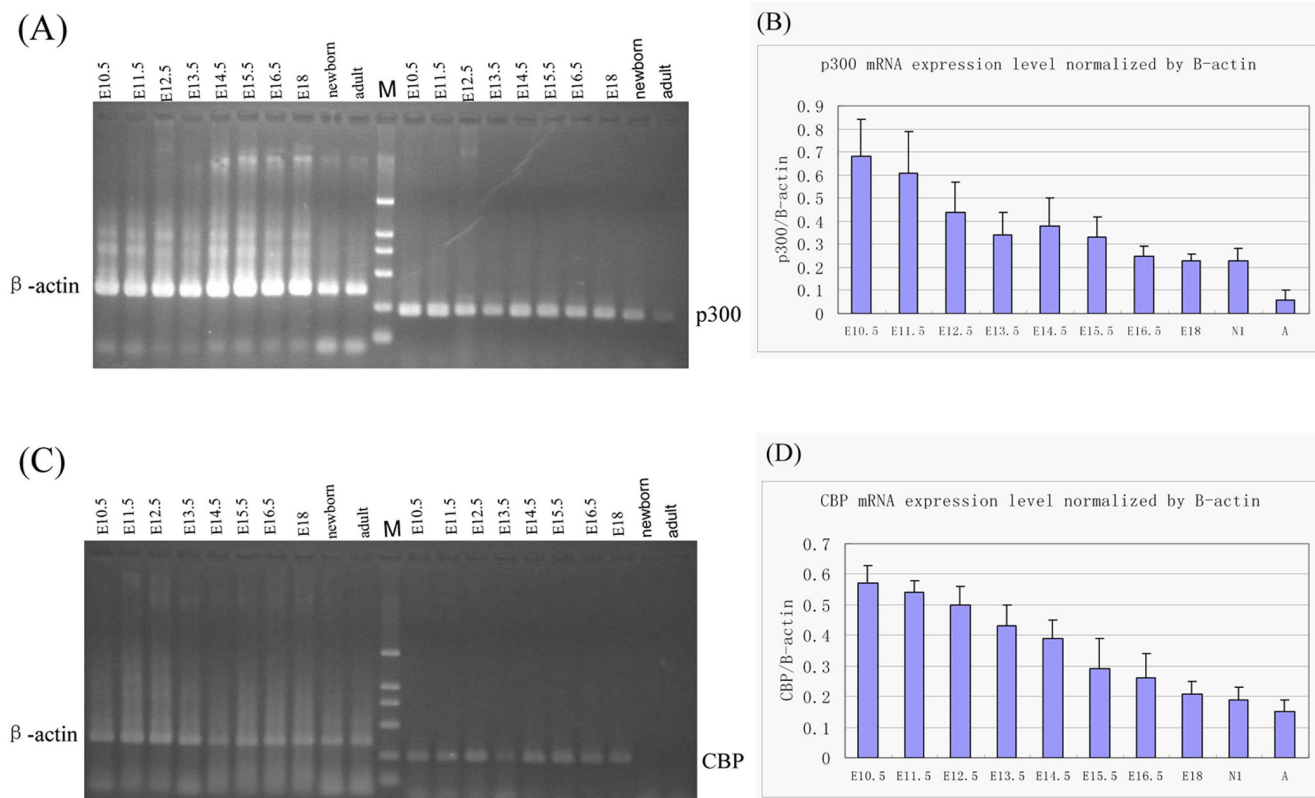 (A)
E10.5 E11.5 E12.5 E13.5 E14.5 E15.5 E16.5 E18 newborn adult M E10.5 E11.5 E12.5 E13.5 E14.5 E15.5 E16.5 E18 newborn adult
β-actin
p300
(B)
p300 mRNA expression level normalized by B-actin
p300/B-actin
0.9
0.8
0.7
0.6
0.5
0.4
0.3
0.2
0.1
0
E10.5 E11.5 E12.5 E13.5 E14.5 E15.5 E16.5 E18 N1 A
(C)
E10.5 E11.5 E12.5 E13.5 E14.5 E15.5 E16.5 E18 newborn adult M E10.5 E11.5 E12.5 E13.5 E14.5 E15.5 E16.5 E18 newborn adult
β-actin
CBP
(D)
CBP mRNA expression level normalized by B-actin
CBP/B-actin
0.7
0.6
0.5
0.4
0.3
0.2
0.1
0
E10.5 E11.5 E12.5 E13.5 E14.5 E15.5 E16.5 E18 N1 A